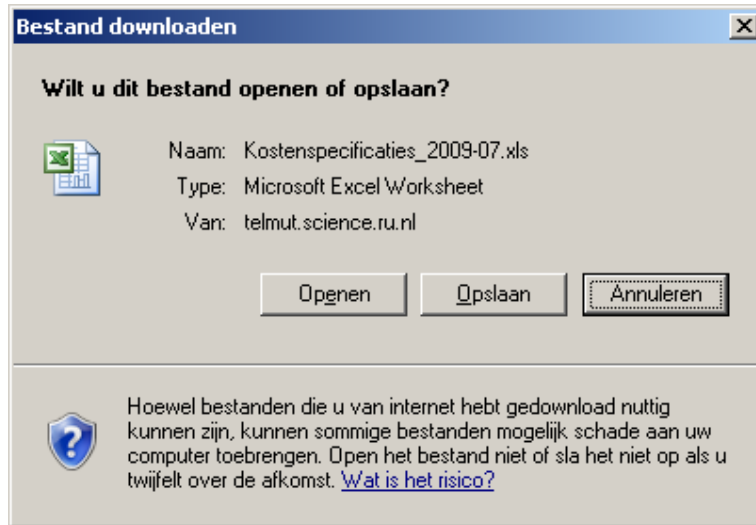 Bestand downloaden
Wilt u dit bestand openen of opslaan?
Naam: Kostenspecificaties_2009-07.xls
Type: Microsoft Excel Worksheet
Van: telmut.science.ru.nl
Openen Opslaan Annuleren
Hoewel bestanden die u van internet hebt gedownload nuttig
kunnen zijn, kunnen sommige bestanden mogelijk schade aan uw
computer toebrengen. Open het bestand niet of sla het niet op als u
twijfelt over de afkomst. Wat is het risico?